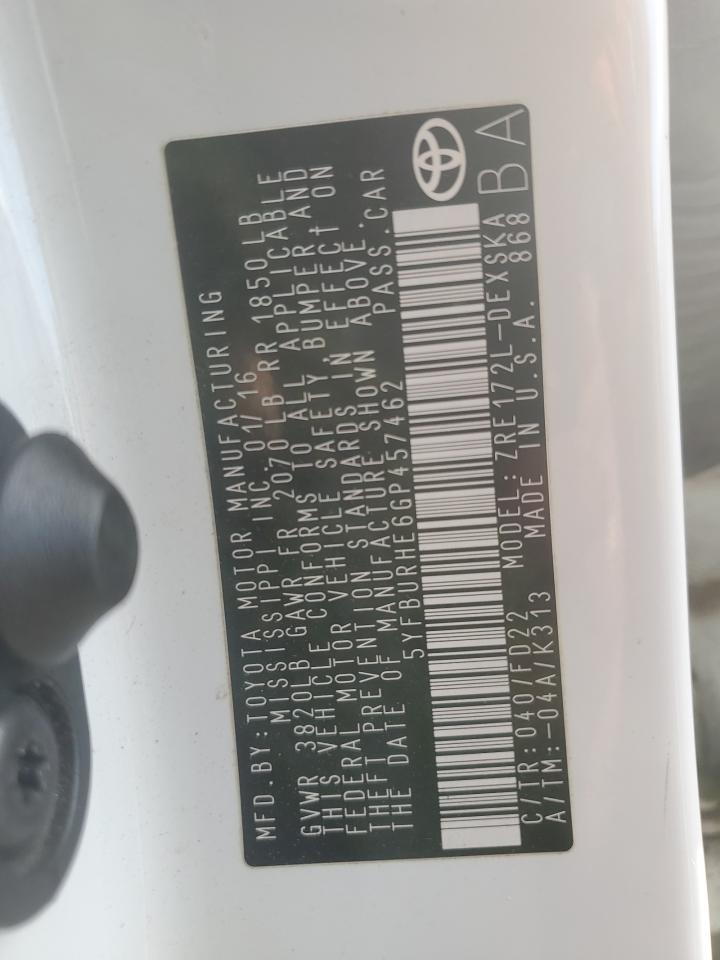 MFD. BY: TOYOTA MOTOR MANUFACTURING
MISSISSIPPI INC. 01/16
GVWR 3820LB GAWR FR 2070 LB RR 1850LB
THIS VEHICLE CONFORMS TO ALL APPLICABLE
FEDERAL MOTOR VEHICLE SAFETY, BUMPER, AND
THEFT PREVENTION STANDARDS IN EFFECT ON
THE DATE OF MANUFACTURE SHOWN ABOVE.
5YFBURHE6GP457462 PASS. CAR
C/TR: 040/FD22 MODEL: ZRE172L-DEXSKA
A/TM: -04A/K313 MADE IN U.S.A. 868
BA